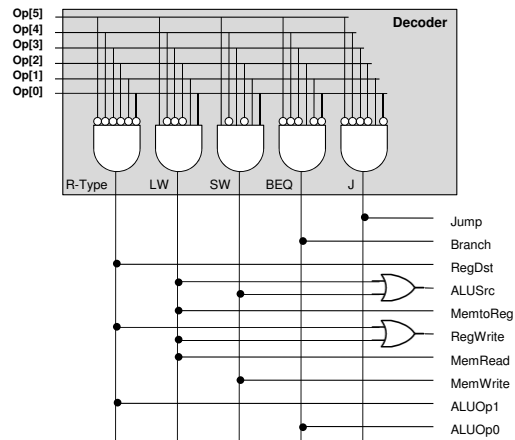 Op[5]
Decoder
Op[4]
Op[3]
Op[2]
Op[1]
Op[0]
R-Type LW SW BEQ J
Jump
Branch
RegDst
ALUSrc
MemtoReg
RegWrite
MemRead
MemWrite
ALUOp1
ALUOp0